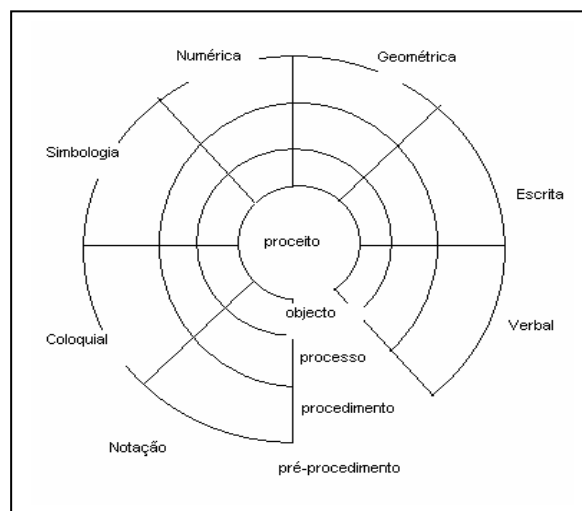 Numérica
Geométrica
Simbologia
Escrita
proceito
objecto
Coloquial
Verbal
processo
procedimento
Notação
pré-procedimento